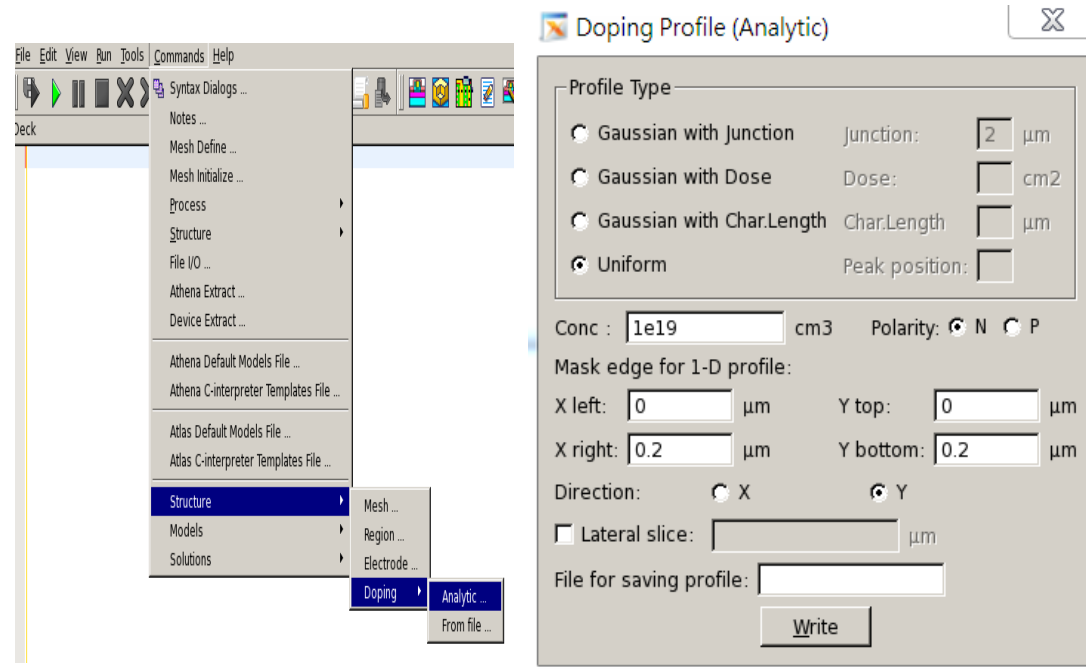 File Edit View Run Tools Commands Help
Deck
Syntax Dialogs ...
Notes ...
Mesh Define ...
Mesh Initialize ...
Process
Structure
File I/O ...
Athena Extract ...
Device Extract ...
Athena Default Models File ...
Athena C-interpreter Templates File ...
Atlas Default Models File ...
Atlas C-interpreter Templates File ...
Structure
Models
Solutions
Mesh ...
Region ...
Electrode ...
Doping
Analytic ...
From file ...
Doping Profile (Analytic)
Profile Type
Gaussian with Junction Junction: 2 µm
Gaussian with Dose Dose: cm2
Gaussian with Char.Length Char.Length µm
Uniform Peak position:
Conc : 1e19 cm3 Polarity: N P
Mask edge for 1-D profile:
X left: 0 µm Y top: 0 µm
X right: 0.2 µm Y bottom: 0.2 µm
Direction: X Y
Lateral slice: µm
File for saving profile:
Write